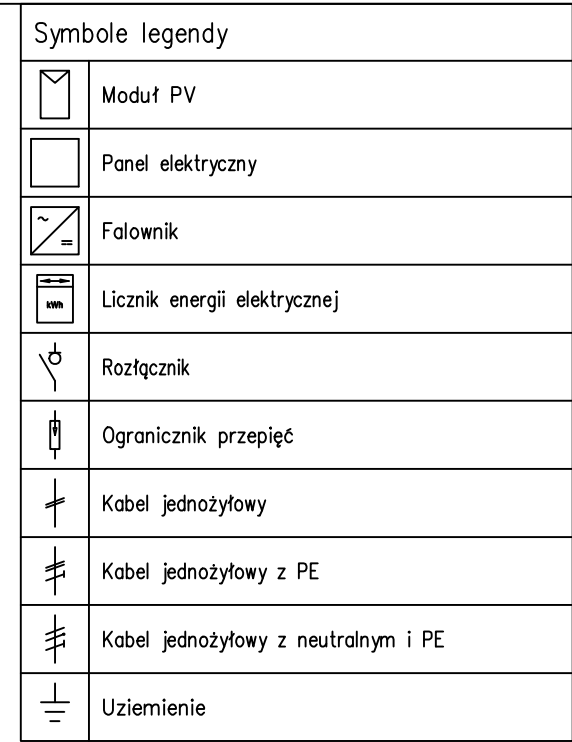 Symbole legendy
Moduł PV
Panel elektryczny
~
=
Falownik
kWh
Licznik energii elektrycznej
Rozłącznik
Ogranicznik przepięć
Kabel jednożyłowy
Kabel jednożyłowy z PE
Kabel jednożyłowy z neutralnym i PE
Uziemienie